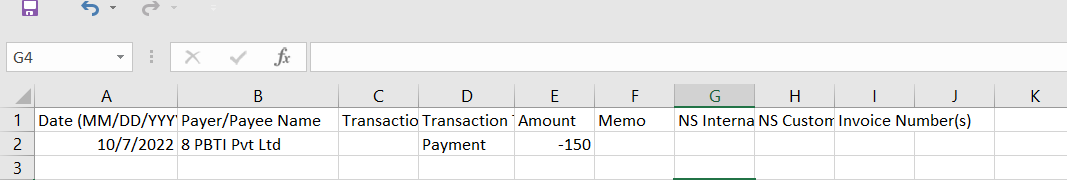 G4 fx
A B C D E F G H I J K
1 Date (MM/DD/YYY Payer/Payee Name Transactio Transaction Amount Memo NS Interna NS Custom Invoice Number(s)
2 10/7/2022 8 PBTI Pvt Ltd Payment -150
3